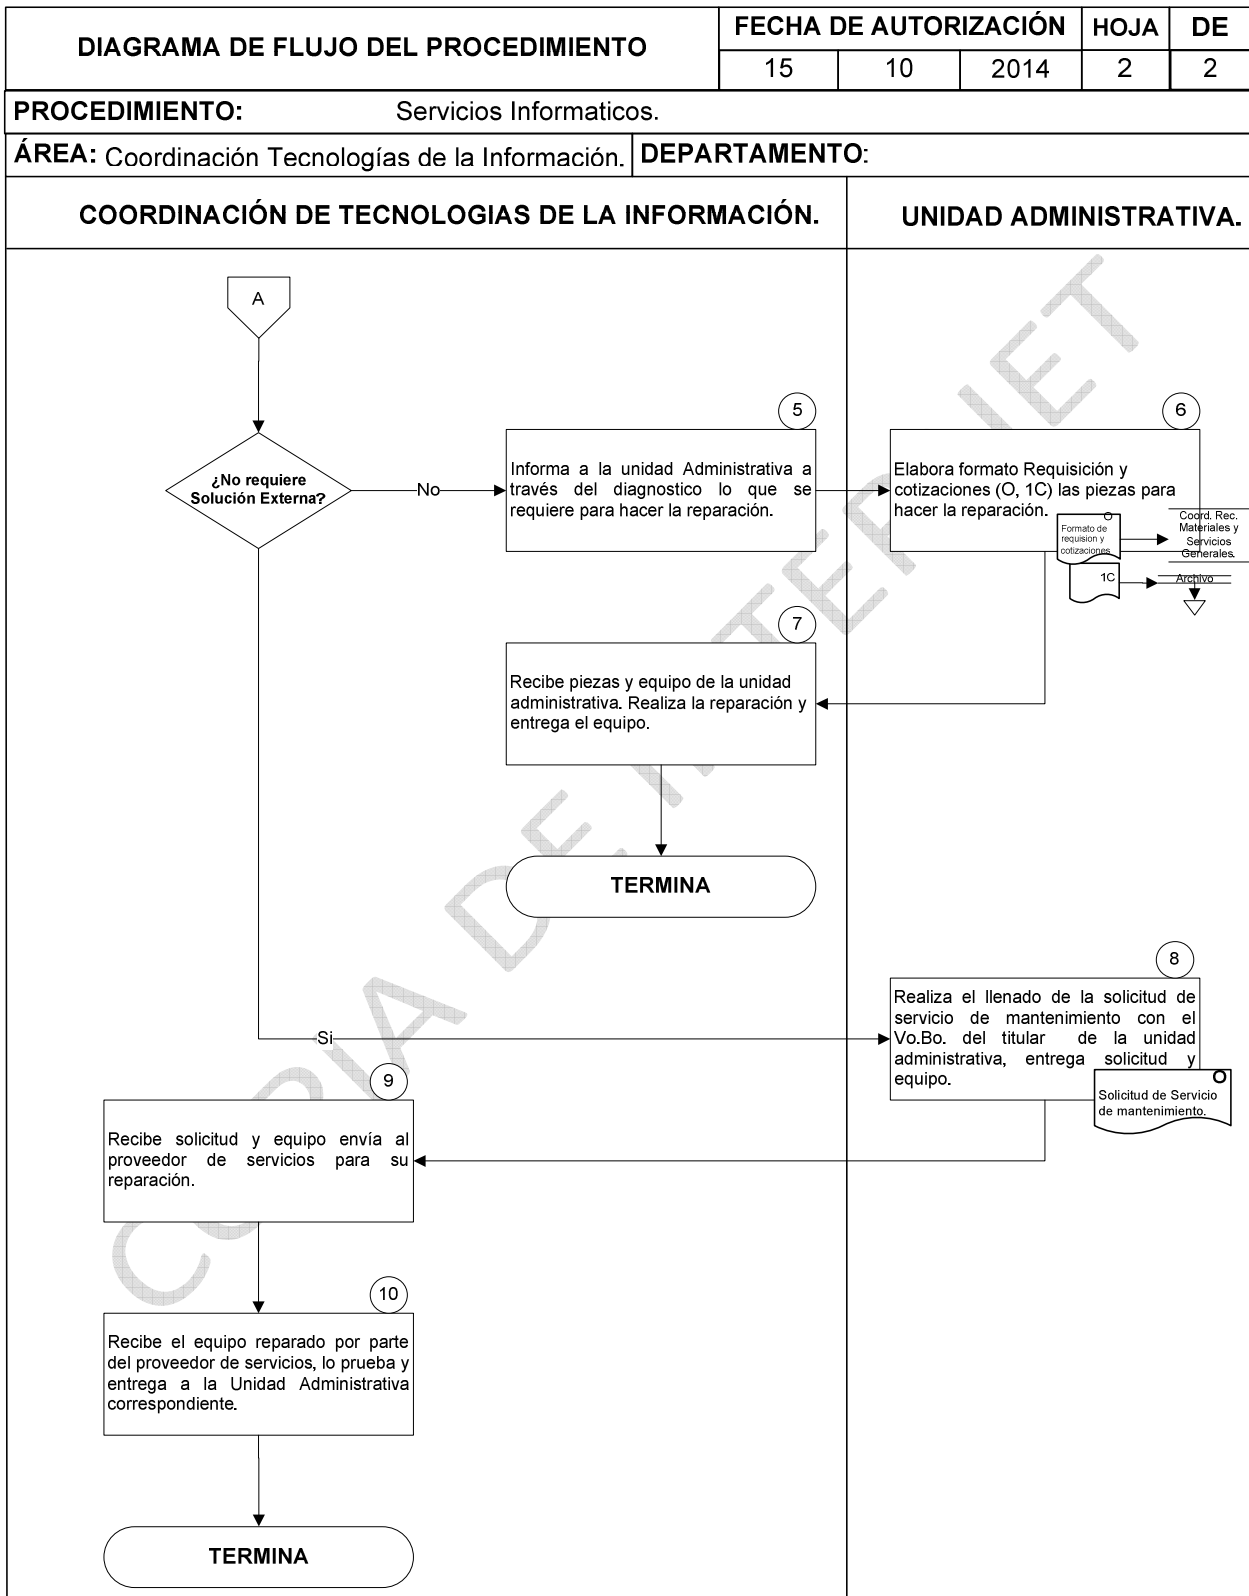 DIAGRAMA DE FLUJO DEL PROCEDIMIENTO
FECHA DE AUTORIZACIÓN
HOJA
DE
15
10
2014
2
2
PROCEDIMIENTO: Servicios Informaticos.
ÁREA: Coordinación Tecnologías de la Información.
DEPARTAMENTO:
COORDINACIÓN DE TECNOLOGIAS DE LA INFORMACIÓN.
UNIDAD ADMINISTRATIVA.
A
¿No requiere
Solución Externa?
No
5
Informa a la unidad Administrativa a
través del diagnostico lo que se
requiere para hacer la reparación.
6
Elabora formato Requisición y
cotizaciones (O, 1C) las piezas para
hacer la reparación.
O
Formato de
requision y
cotizaciones
Coord. Rec.
Materiales y
Servicios
Generales.
1C
Archivo
7
Recibe piezas y equipo de la unidad
administrativa. Realiza la reparación y
entrega el equipo.
TERMINA
Si
8
Realiza el llenado de la solicitud de
servicio de mantenimiento con el
Vo.Bo. del titular de la unidad
administrativa, entrega solicitud y
equipo.
O
Solicitud de Servicio
de mantenimiento.
9
Recibe solicitud y equipo envía al
proveedor de servicios para su
reparación.
10
Recibe el equipo reparado por parte
del proveedor de servicios, lo prueba y
entrega a la Unidad Administrativa
correspondiente.
TERMINA
COPIA DE INTERNET